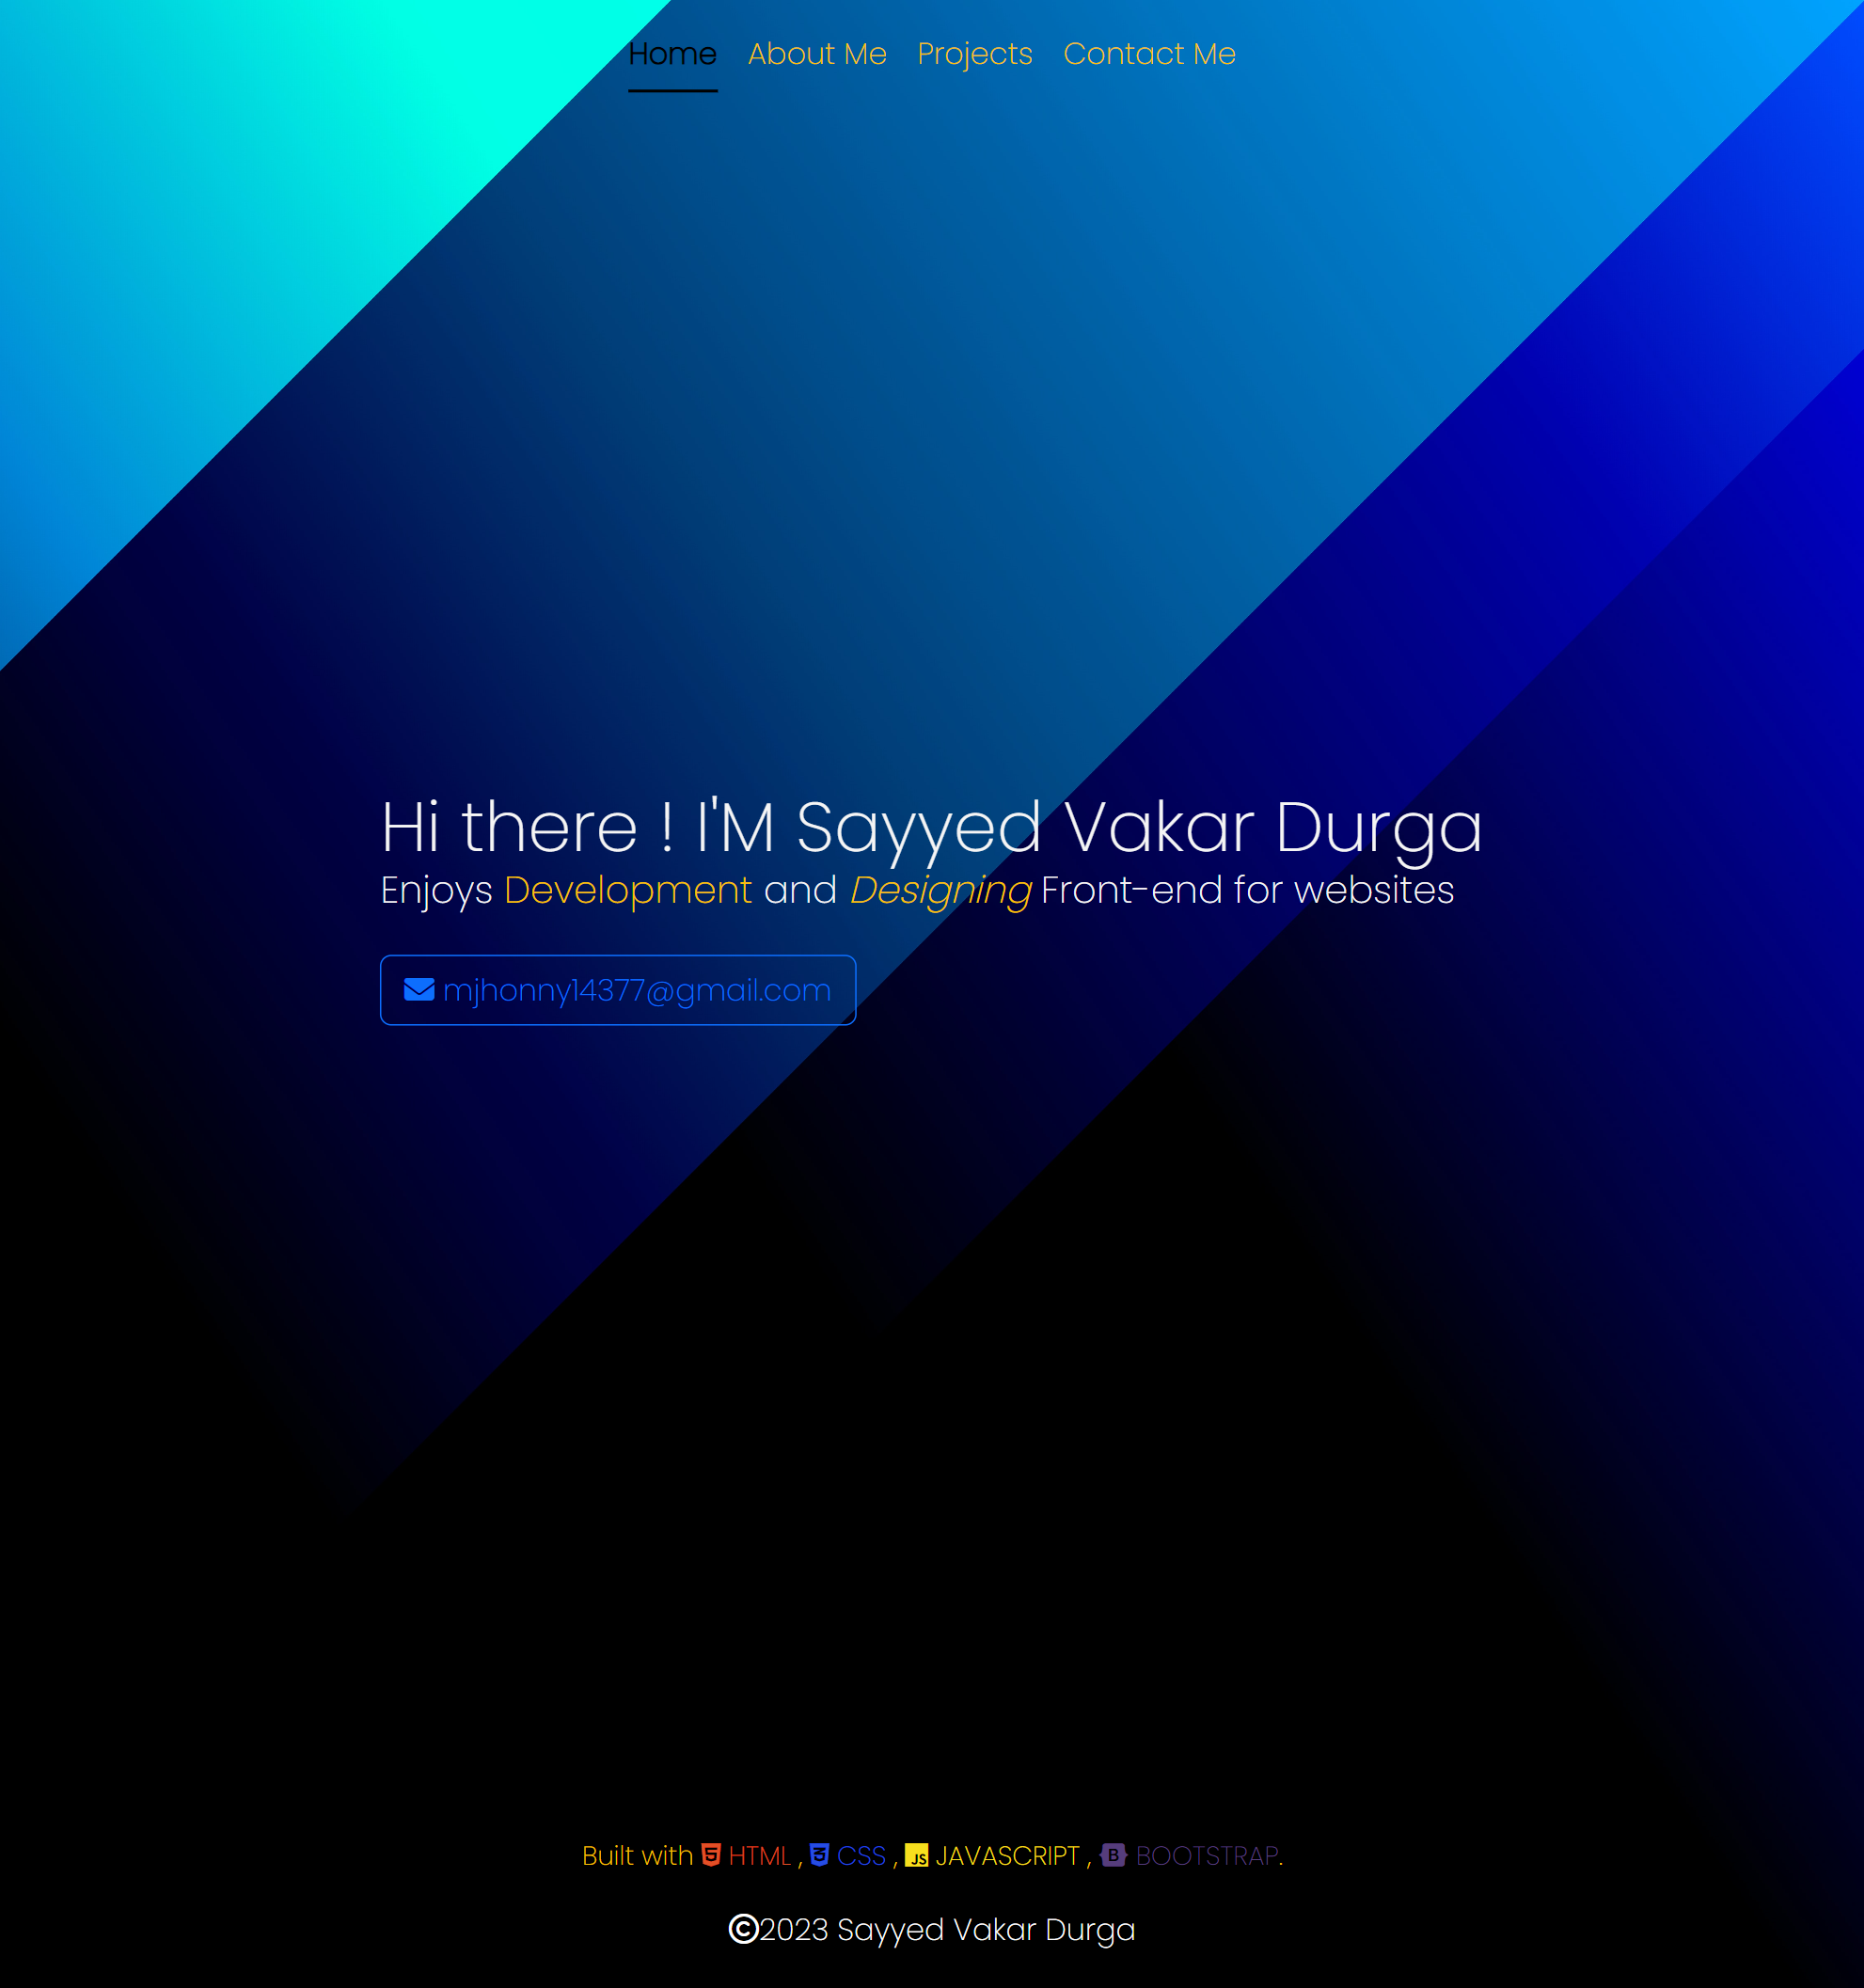 Home About Me Projects Contact Me
Hi there ! I'M Sayyed Vakar Durga
Enjoys Development and Designing Front-end for websites
mjhonny14377@gmail.com
Built with HTML , CSS , JS JAVASCRIPT , B BOOTSTRAP.
©2023 Sayyed Vakar Durga